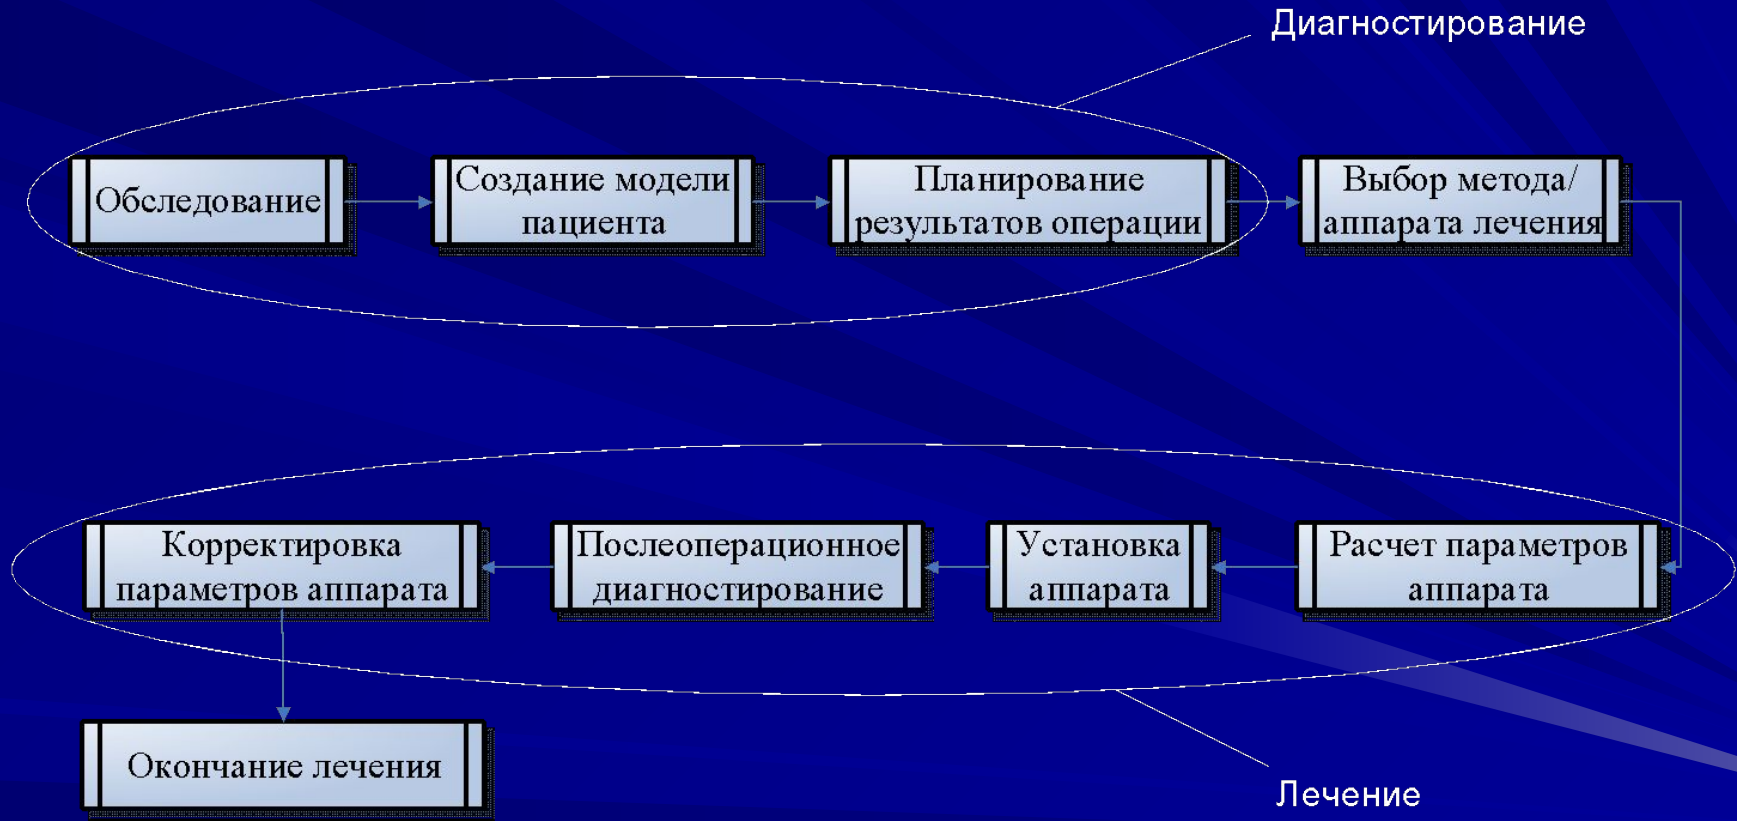 Диагностирование
Обследование
Создание модели
пациента
Планирование
результатов операции
Выбор метода/
аппарата лечения
Корректировка
параметров аппарата
Послеоперационное
диагностирование
Установка
аппарата
Расчет параметров
аппарата
Окончание лечения
Лечение